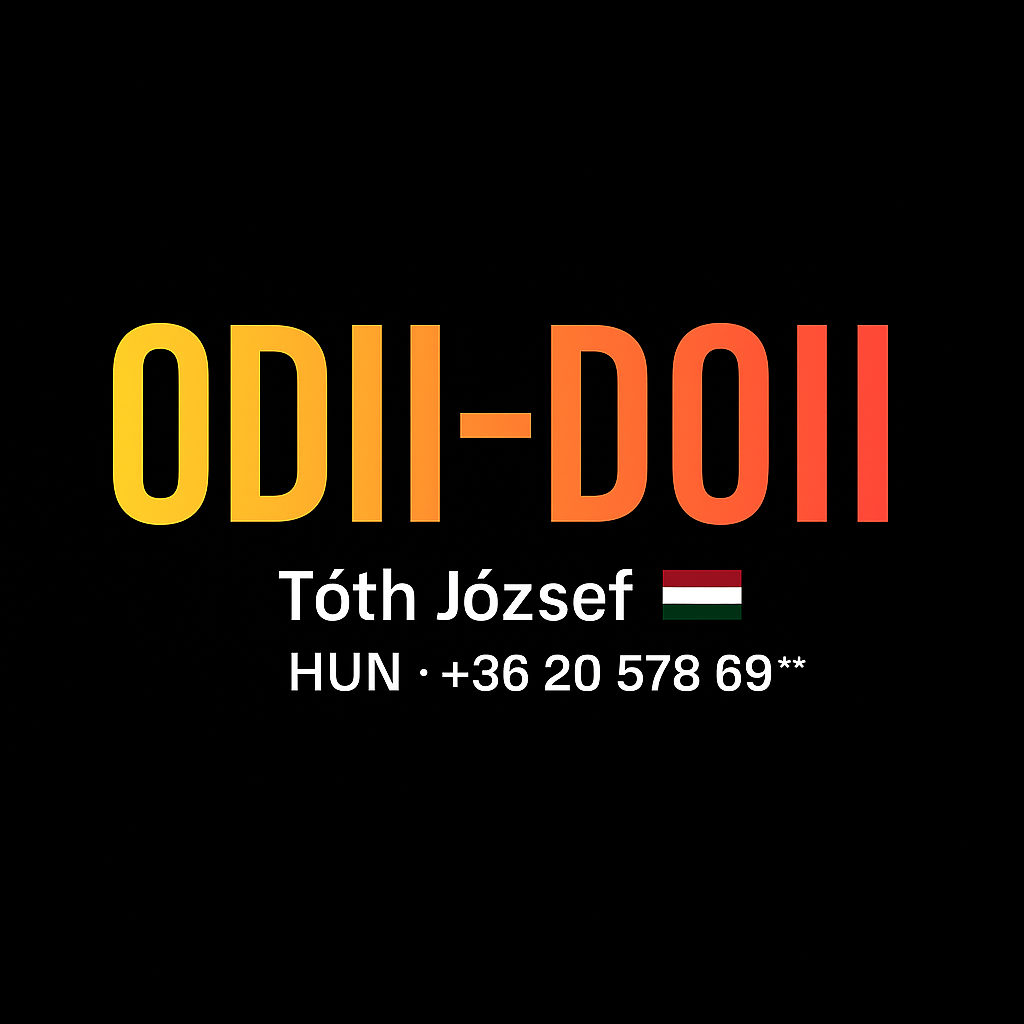 ODII-DOII
Tóth József
HUN · +36 20 578 69**